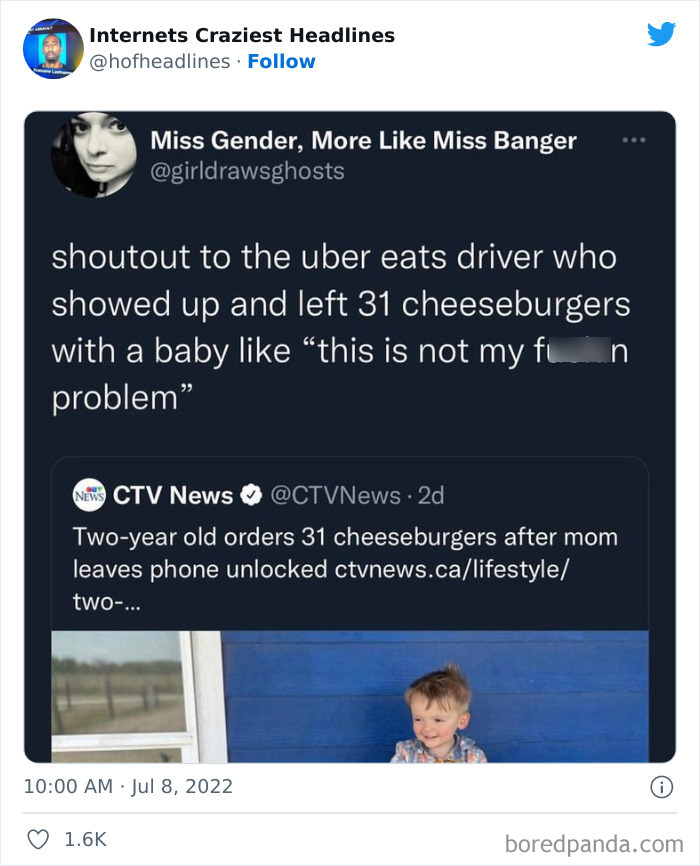 Internets Craziest Headlines
@hofheadlines · Follow
Miss Gender, More Like Miss Banger
@girldrawsghosts
shoutout to the uber eats driver who
showed up and left 31 cheeseburgers
with a baby like “this is not my fu n
problem”
NEWS CTV News @CTVNews · 2d
Two-year old orders 31 cheeseburgers after mom
leaves phone unlocked ctvnews.ca/lifestyle/
two-...
10:00 AM · Jul 8, 2022
1.6K
boredpanda.com